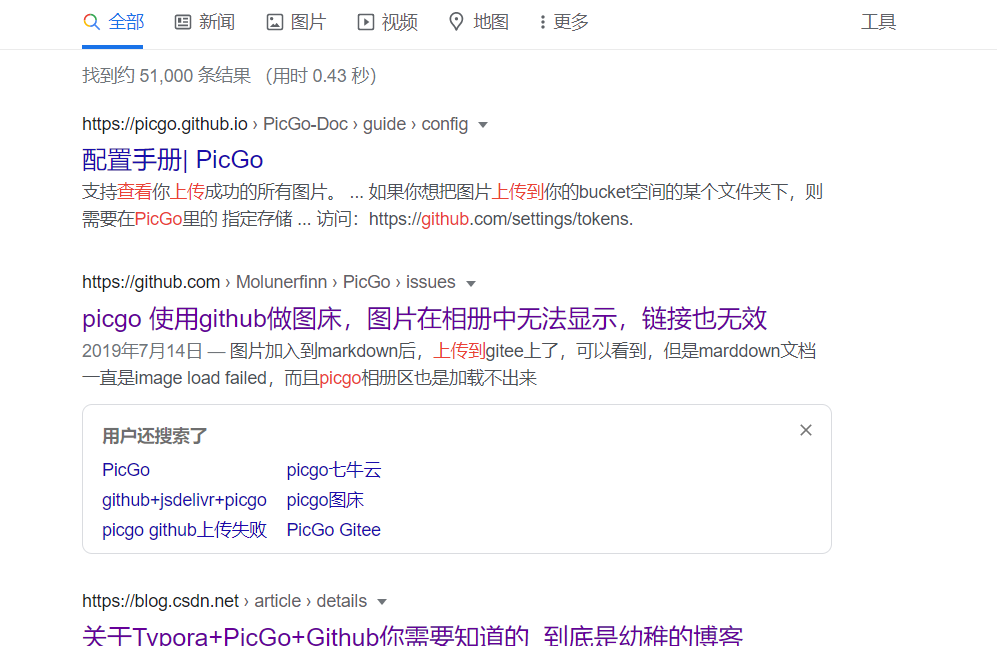 全部 新闻 图片 视频 地图 更多 工具
找到约 51,000 条结果 （用时 0.43 秒）
https://picgo.github.io › PicGo-Doc › guide › config
配置手册| PicGo
支持查看你上传成功的所有图片。 ... 如果你想把图片上传到你的bucket空间的某个文件夹下，则
需要在PicGo里的 指定存储 ... 访问：https://github.com/settings/tokens.
https://github.com › Molunerfinn › PicGo › issues
picgo 使用github做图床，图片在相册中无法显示，链接也无效
2019年7月14日 — 图片加入到markdown后，上传到gitee上了，可以看到，但是marddown文档
一直是image load failed，而且picgo相册区也是加载不出来
用户还搜索了
PicGo picgo七牛云
github+jsdelivr+picgo picgo图床
picgo github上传失败 PicGo Gitee
https://blog.csdn.net › article › details
关于Typora+PicGo+Github你需要知道的_到底是幼稚的博客